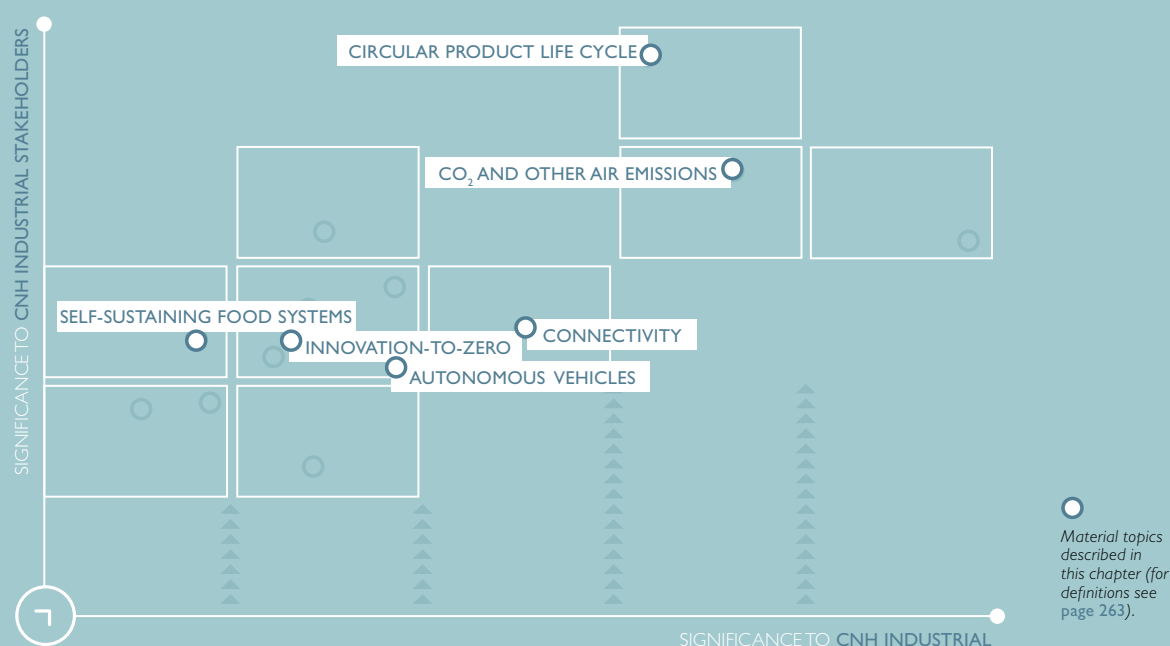 SIGNIFICANCE TO CNH INDUSTRIAL STAKEHOLDERS
CIRCULAR PRODUCT LIFE CYCLE
CO₂ AND OTHER AIR EMISSIONS
SELF-SUSTAINING FOOD SYSTEMS
INNOVATION-TO-ZERO
CONNECTIVITY
AUTONOMOUS VEHICLES
Material topics
described in
this chapter (for
definitions see
page 263).
SIGNIFICANCE TO CNH INDUSTRIAL